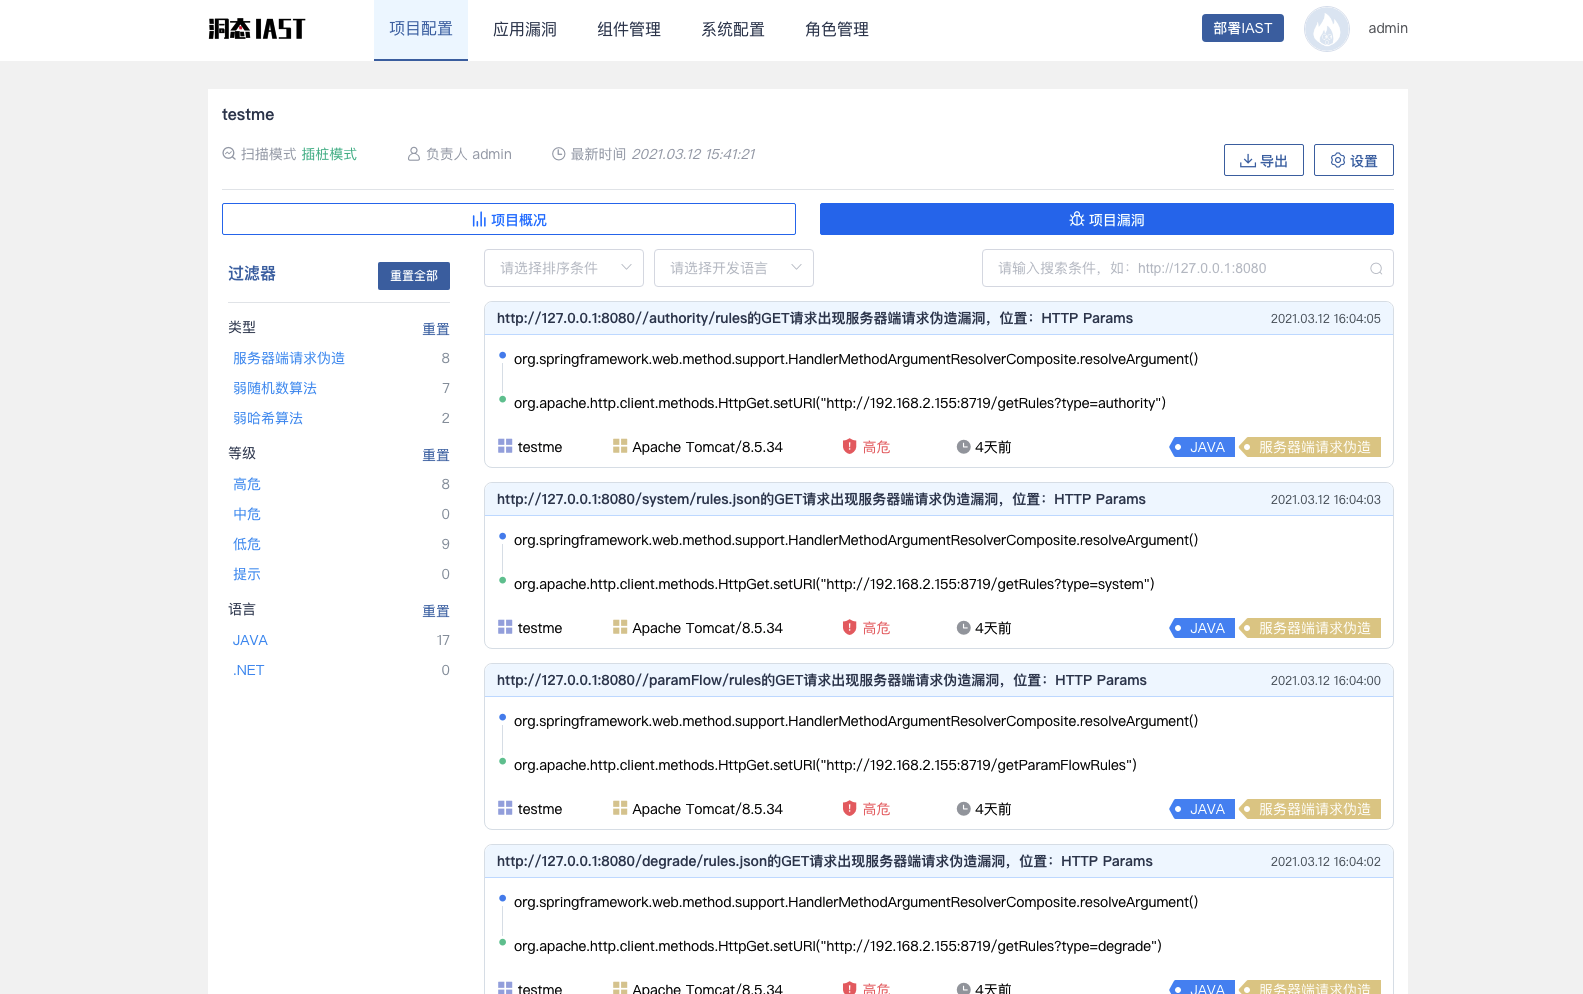 洞态 IAST
项目配置 应用漏洞 组件管理 系统配置 角色管理 部署IAST admin
testme
扫描模式 插桩模式 负责人 admin 最新时间 2021.03.12 15:41:21
导出 设置
项目概况 项目漏洞
过滤器 重置全部
类型 重置
服务器端请求伪造 8
弱随机数算法 7
弱哈希算法 2
等级 重置
高危 8
中危 0
低危 9
提示 0
语言 重置
JAVA 17
.NET 0
请选择排序条件 请选择开发语言 请输入搜索条件，如：http://127.0.0.1:8080
http://127.0.0.1:8080//authority/rules的GET请求出现服务器端请求伪造漏洞，位置：HTTP Params 2021.03.12 16:04:05
org.springframework.web.method.support.HandlerMethodArgumentResolverComposite.resolveArgument()
org.apache.http.client.methods.HttpGet.setURI("http://192.168.2.155:8719/getRules?type=authority")
testme Apache Tomcat/8.5.34 高危 4天前 JAVA 服务器端请求伪造
http://127.0.0.1:8080/system/rules.json的GET请求出现服务器端请求伪造漏洞，位置：HTTP Params 2021.03.12 16:04:03
org.springframework.web.method.support.HandlerMethodArgumentResolverComposite.resolveArgument()
org.apache.http.client.methods.HttpGet.setURI("http://192.168.2.155:8719/getRules?type=system")
testme Apache Tomcat/8.5.34 高危 4天前 JAVA 服务器端请求伪造
http://127.0.0.1:8080//paramFlow/rules的GET请求出现服务器端请求伪造漏洞，位置：HTTP Params 2021.03.12 16:04:00
org.springframework.web.method.support.HandlerMethodArgumentResolverComposite.resolveArgument()
org.apache.http.client.methods.HttpGet.setURI("http://192.168.2.155:8719/getParamFlowRules")
testme Apache Tomcat/8.5.34 高危 4天前 JAVA 服务器端请求伪造
http://127.0.0.1:8080/degrade/rules.json的GET请求出现服务器端请求伪造漏洞，位置：HTTP Params 2021.03.12 16:04:02
org.springframework.web.method.support.HandlerMethodArgumentResolverComposite.resolveArgument()
org.apache.http.client.methods.HttpGet.setURI("http://192.168.2.155:8719/getRules?type=degrade")
testme Apache Tomcat/8.5.34 高危 4天前 JAVA 服务器端请求伪造